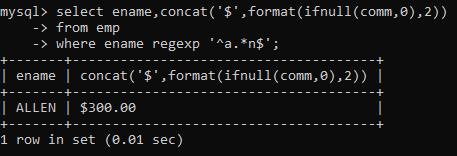 mysql> select ename,concat('$',format(ifnull(comm,0),2))
    -> from emp
    -> where ename regexp '^a.*n$';
+-------+--------------------------------------+
| ename | concat('$',format(ifnull(comm,0),2)) |
+-------+--------------------------------------+
| ALLEN | $300.00                              |
+-------+--------------------------------------+
1 row in set (0.01 sec)